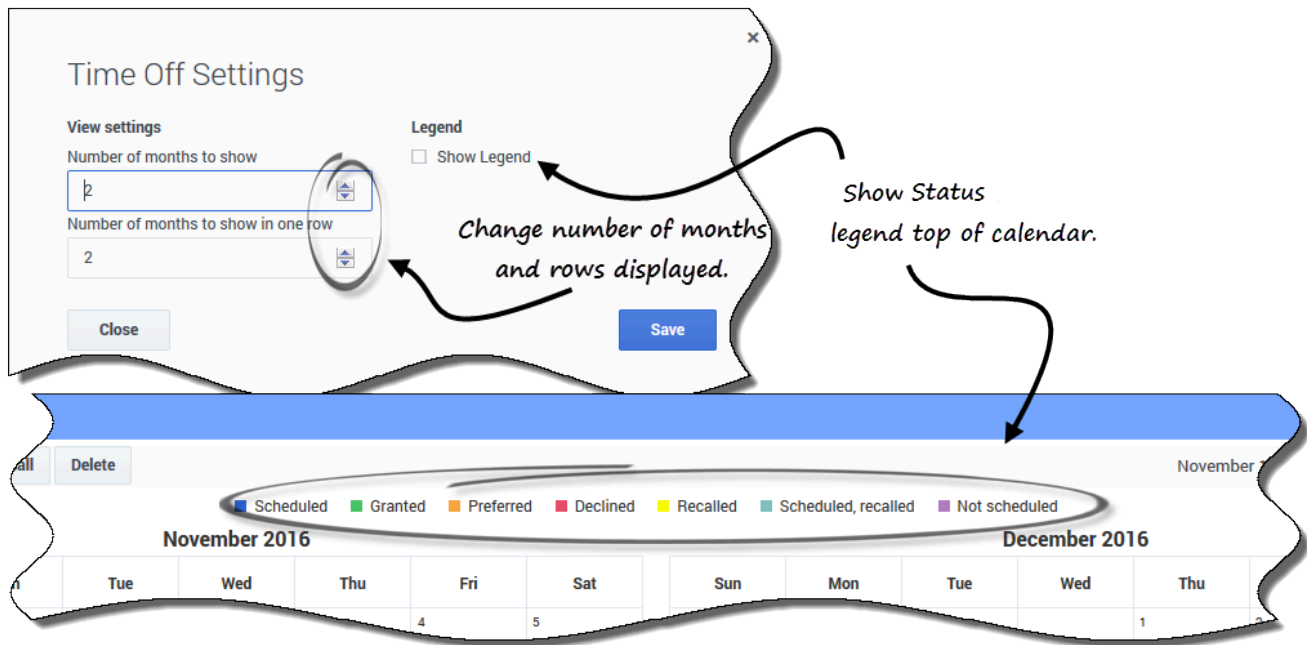 ×
Time Off Settings
View settings
Legend
Number of months to show
Show Legend
2
Number of months to show in one row
2
Change number of months
and rows displayed.
Show Status
legend top of calendar.
Close
Save
Delete
November
Scheduled
Granted
Preferred
Declined
Recalled
Scheduled, recalled
Not scheduled
November 2016
December 2016
Tue
Wed
Thu
Fri
Sat
Sun
Mon
Tue
Wed
Thu
4
5
1